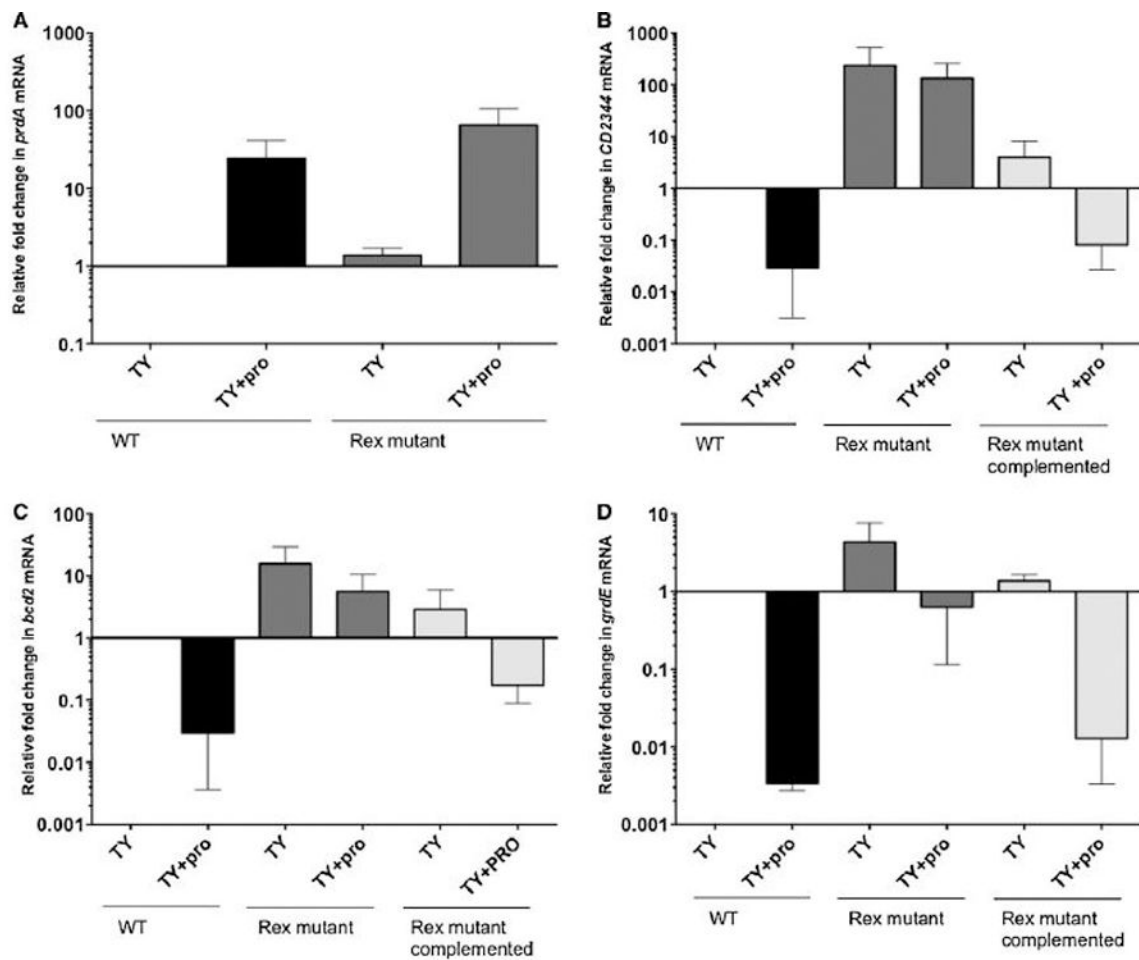 A
Relative fold change in prdA mRNA
1000
100
10
1
0.1
TY
TY+pro
TY
TY+pro
WT
Rex mutant
B
Relative fold change in CD2344 mRNA
1000
100
10
1
0.1
0.01
0.001
TY
TY+pro
TY
TY+pro
TY
TY +pro
WT
Rex mutant
Rex mutant
complemented
C
Relative fold change in bcd2 mRNA
100
10
1
0.1
0.01
0.001
TY
TY+pro
TY
TY+pro
TY
TY+PRO
WT
Rex mutant
Rex mutant
complemented
D
Relative fold change in grdE mRNA
10
1
0.1
0.01
0.001
TY
TY+pro
TY
TY+pro
TY
TY+pro
WT
Rex mutant
Rex mutant
complemented